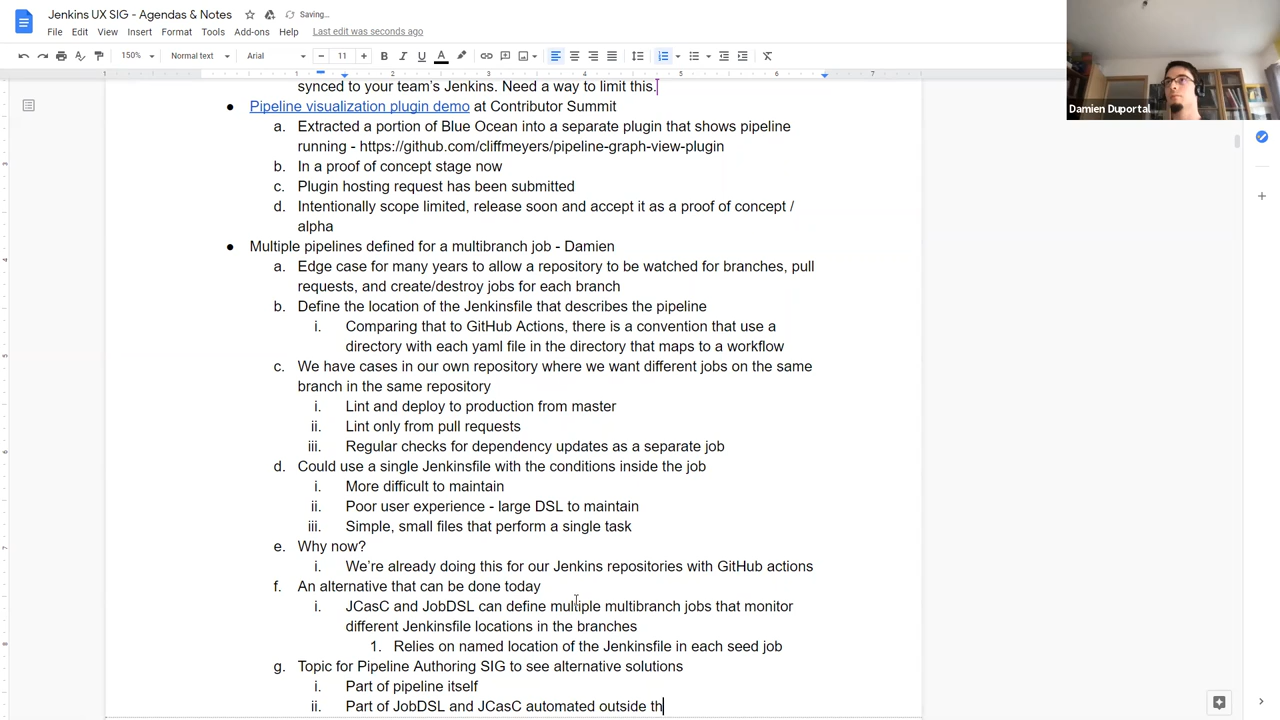 Jenkins UX SIG - Agendas & Notes
Saving...
File Edit View Insert Format Tools Add-ons Help Last edit was seconds ago
150% Normal text Arial 11
1 1 2 3 4 5 6 7
synced to your team's Jenkins. Need a way to limit this.
● Pipeline visualization plugin demo at Contributor Summit
a. Extracted a portion of Blue Ocean into a separate plugin that shows pipeline
running - https://github.com/cliffmeyers/pipeline-graph-view-plugin
b. In a proof of concept stage now
c. Plugin hosting request has been submitted
d. Intentionally scope limited, release soon and accept it as a proof of concept /
alpha
● Multiple pipelines defined for a multibranch job - Damien
a. Edge case for many years to allow a repository to be watched for branches, pull
requests, and create/destroy jobs for each branch
b. Define the location of the Jenkinsfile that describes the pipeline
i. Comparing that to GitHub Actions, there is a convention that use a
directory with each yaml file in the directory that maps to a workflow
c. We have cases in our own repository where we want different jobs on the same
branch in the same repository
i. Lint and deploy to production from master
ii. Lint only from pull requests
iii. Regular checks for dependency updates as a separate job
d. Could use a single Jenkinsfile with the conditions inside the job
i. More difficult to maintain
ii. Poor user experience - large DSL to maintain
iii. Simple, small files that perform a single task
e. Why now?
i. We're already doing this for our Jenkins repositories with GitHub actions
f. An alternative that can be done today
i. JCasC and JobDSL can define multiple multibranch jobs that monitor
different Jenkinsfile locations in the branches
1. Relies on named location of the Jenkinsfile in each seed job
g. Topic for Pipeline Authoring SIG to see alternative solutions
i. Part of pipeline itself
ii. Part of JobDSL and JCasC automated outside th
Damien Duportal